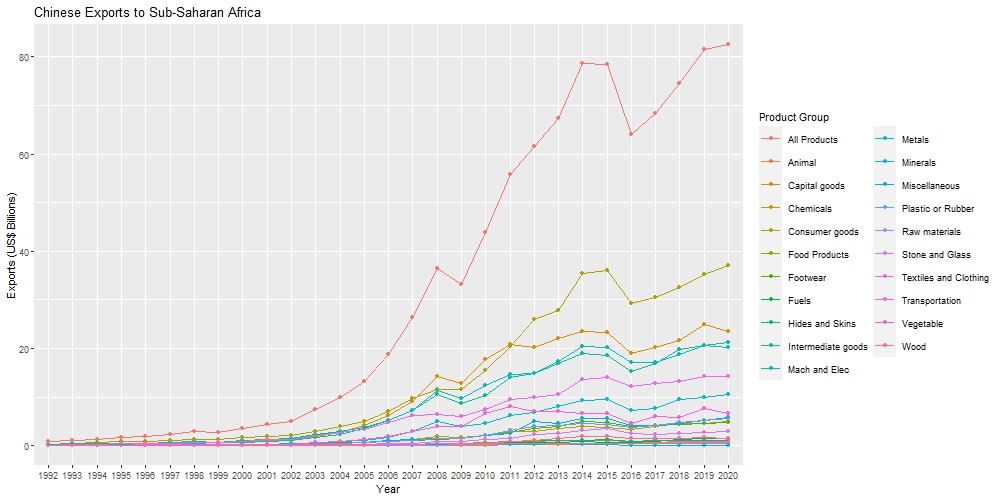 Chinese Exports to Sub-Saharan Africa
Exports (US$ Billions)
80
60
40
20
0
1992 1993 1994 1995 1996 1997 1998 1999 2000 2001 2002 2003 2004 2005 2006 2007 2008 2009 2010 2011 2012 2013 2014 2015 2016 2017 2018 2019 2020
Year
Product Group
All Products
Animal
Capital goods
Chemicals
Consumer goods
Food Products
Footwear
Fuels
Hides and Skins
Intermediate goods
Mach and Elec
Metals
Minerals
Miscellaneous
Plastic or Rubber
Raw materials
Stone and Glass
Textiles and Clothing
Transportation
Vegetable
Wood